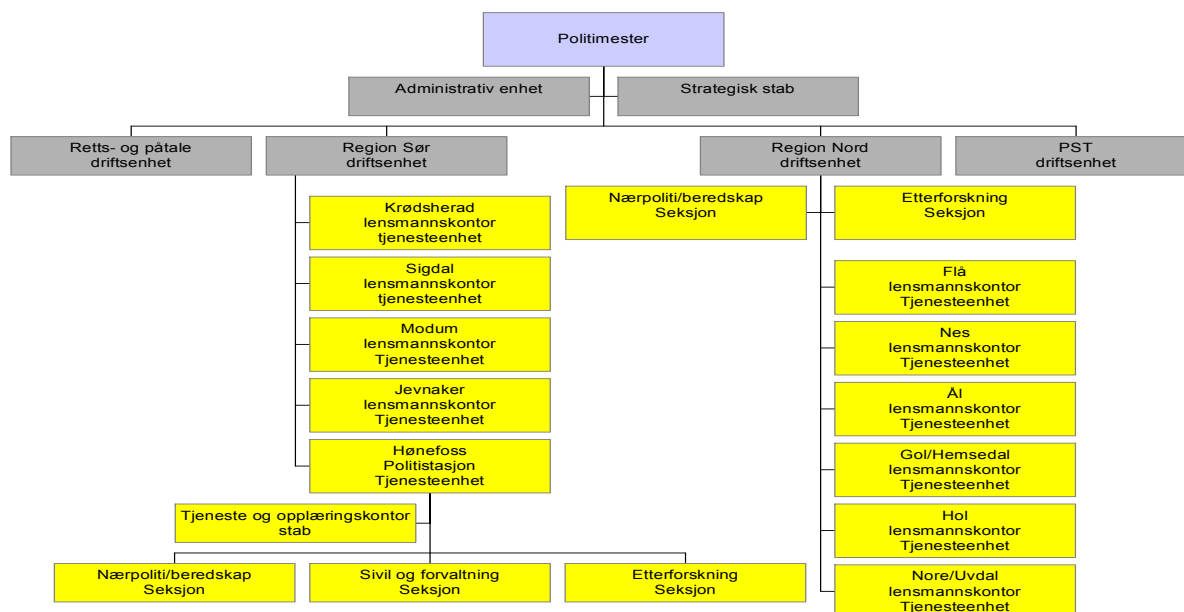 Politimester
Administrativ enhet
Strategisk stab
Retts- og påtale
driftsenhet
Region Sør
driftsenhet
Region Nord
driftsenhet
PST
driftsenhet
Krødsherad
lensmannskontor
tjenesteenhet
Sigdal
lensmannskontor
tjenesteenhet
Modum
lensmannskontor
Tjenesteenhet
Jevnaker
lensmannskontor
Tjenesteenhet
Hønefoss
Politistasjon
Tjenesteenhet
Tjeneste og opplæringskontor
stab
Nærpoliti/beredskap
Seksjon
Sivil og forvaltning
Seksjon
Etterforskning
Seksjon
Nærpoliti/beredskap
Seksjon
Etterforskning
Seksjon
Flå
lensmannskontor
Tjenesteenhet
Nes
lensmannskontor
Tjenesteenhet
Ål
lensmannskontor
Tjenesteenhet
Gol/Hemsedal
lensmannskontor
Tjenesteenhet
Hol
lensmannskontor
Tjenesteenhet
Nore/Uvdal
lensmannskontor
Tjenesteenhet